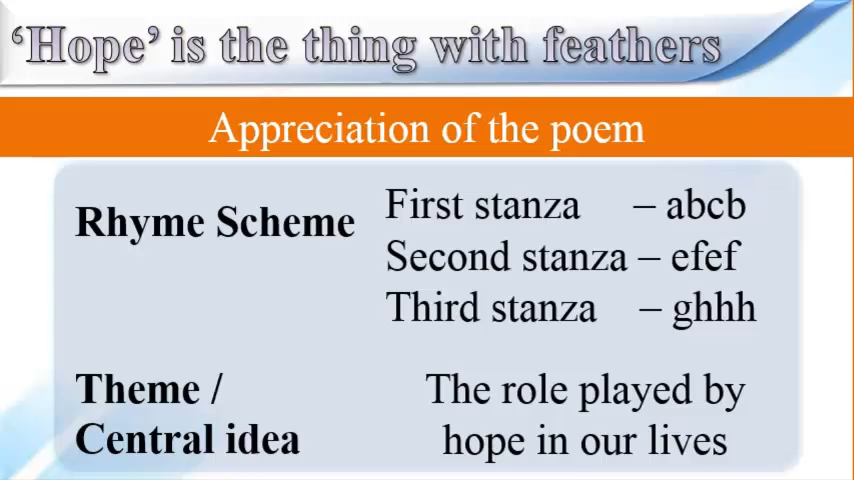 ‘Hope’ is the thing with feathers
Appreciation of the poem
Rhyme Scheme
First stanza – abcb
Second stanza – efef
Third stanza – ghhh
Theme /
Central idea
The role played by
hope in our lives